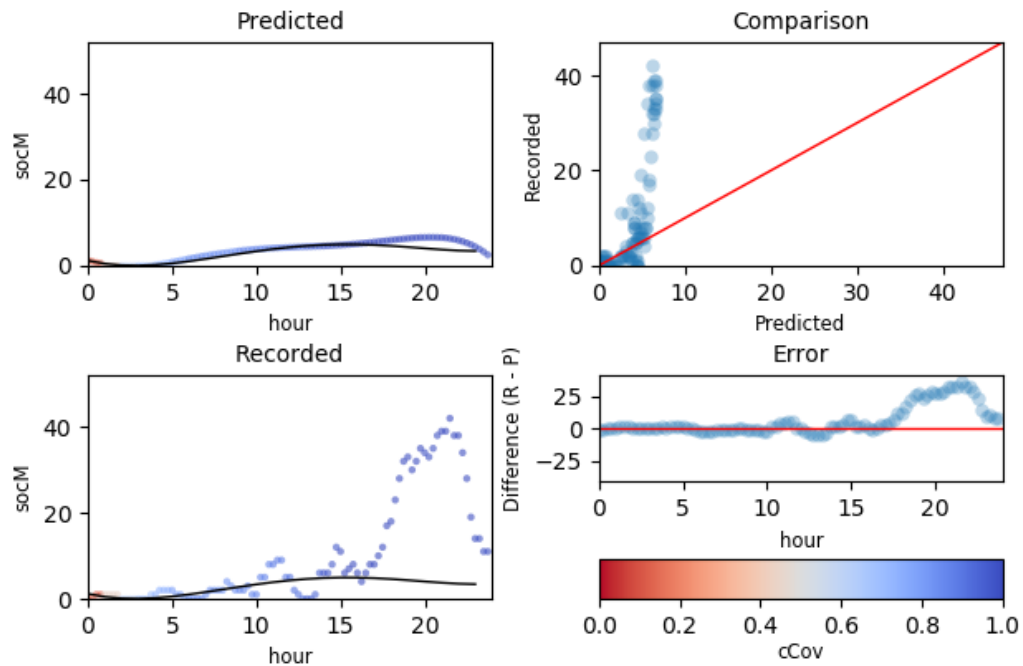 Predicted
socM
40
20
0
0 5 10 15 20
hour
Comparison
Recorded
40
20
0
0 10 20 30 40
Predicted
Recorded
socM
40
20
0
0 5 10 15 20
hour
Error
Difference (R - P)
25
0
−25
0 5 10 15 20
hour
0.0 0.2 0.4 0.6 0.8 1.0
cCov